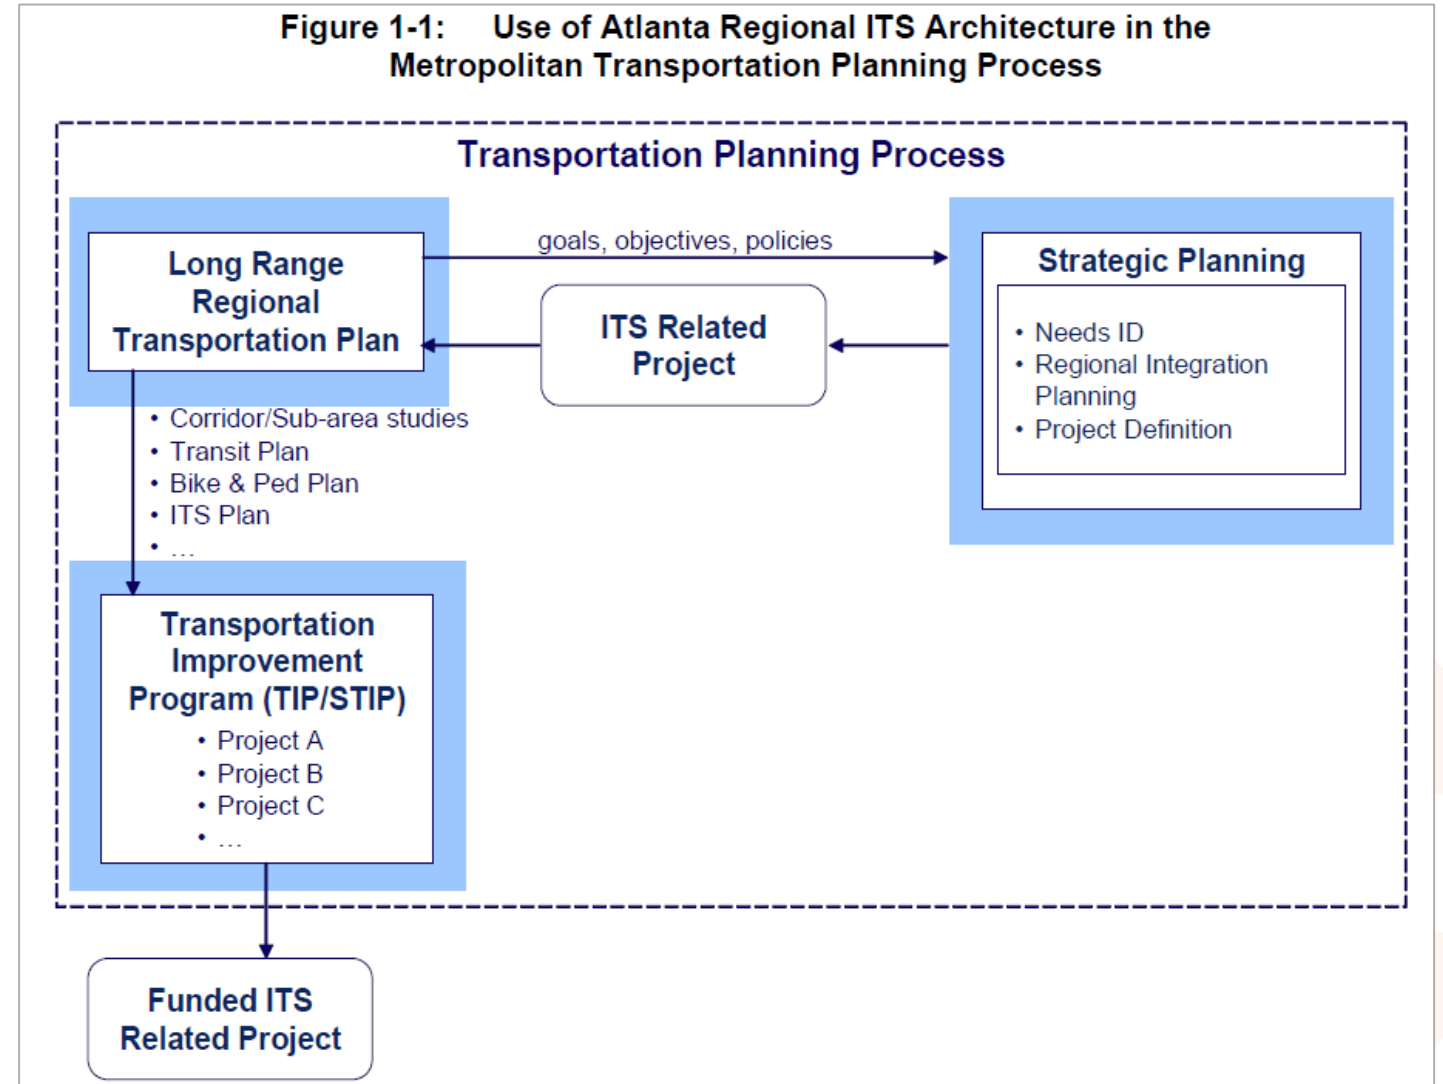 Figure 1-1: Use of Atlanta Regional ITS Architecture in the
Metropolitan Transportation Planning Process
Transportation Planning Process
Long Range
Regional
Transportation Plan
goals, objectives, policies
ITS Related
Project
Strategic Planning
• Needs ID
• Regional Integration
Planning
• Project Definition
• Corridor/Sub-area studies
• Transit Plan
• Bike & Ped Plan
• ITS Plan
• ...
Transportation
Improvement
Program (TIP/STIP)
• Project A
• Project B
• Project C
• ...
Funded ITS
Related Project